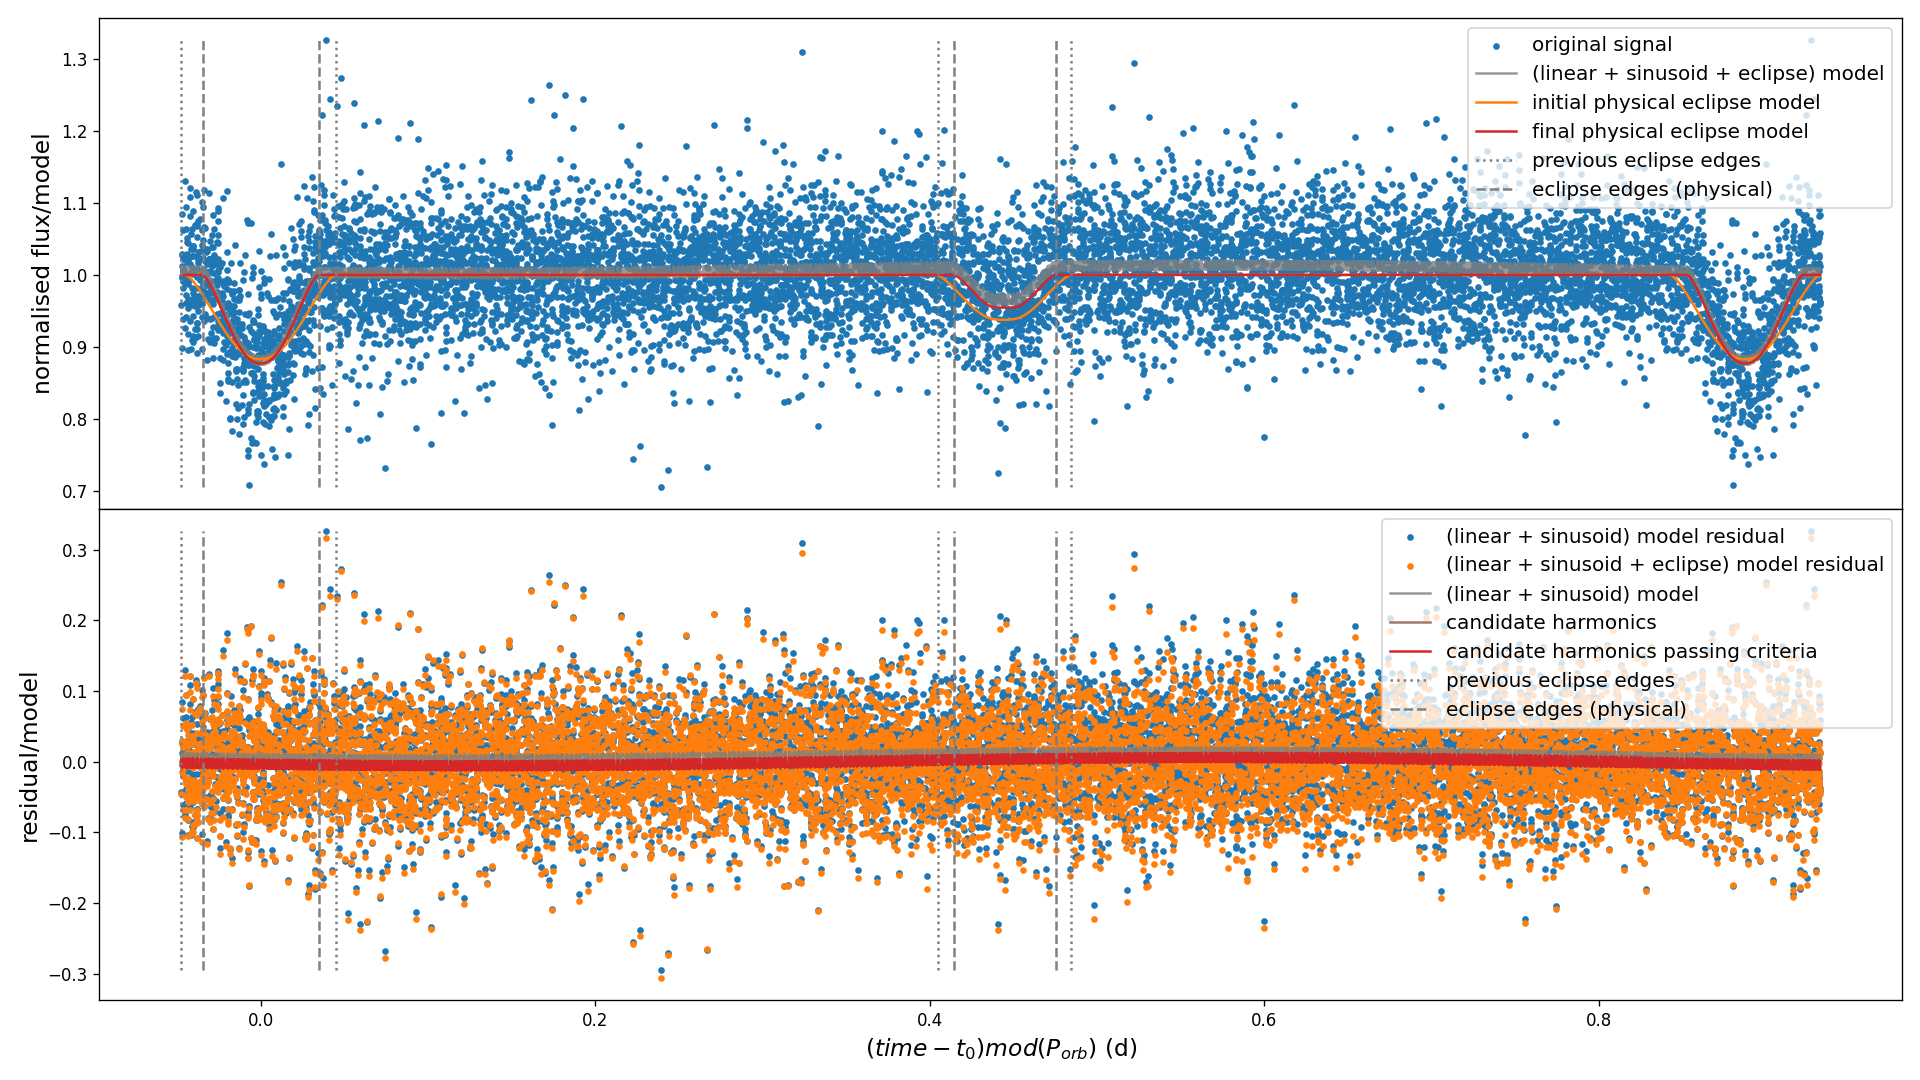 original signal
(linear + sinusoid + eclipse) model
initial physical eclipse model
final physical eclipse model
previous eclipse edges
eclipse edges (physical)
normalised flux/model
1.3
1.2
1.1
1.0
0.9
0.8
0.7
(linear + sinusoid) model residual
(linear + sinusoid + eclipse) model residual
(linear + sinusoid) model
candidate harmonics
candidate harmonics passing criteria
previous eclipse edges
eclipse edges (physical)
residual/model
0.3
0.2
0.1
0.0
−0.1
−0.2
−0.3
0.0 0.2 0.4 0.6 0.8
(time − t₀)mod(P_orb) (d)